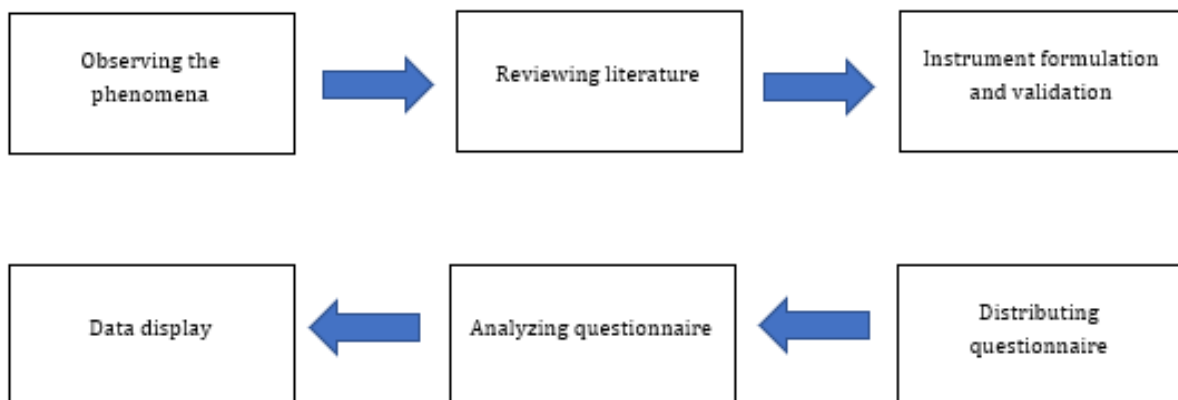 Observing the
phenomena
Reviewing literature
Instrument formulation
and validation
Distributing
questionnaire
Analyzing questionnaire
Data display